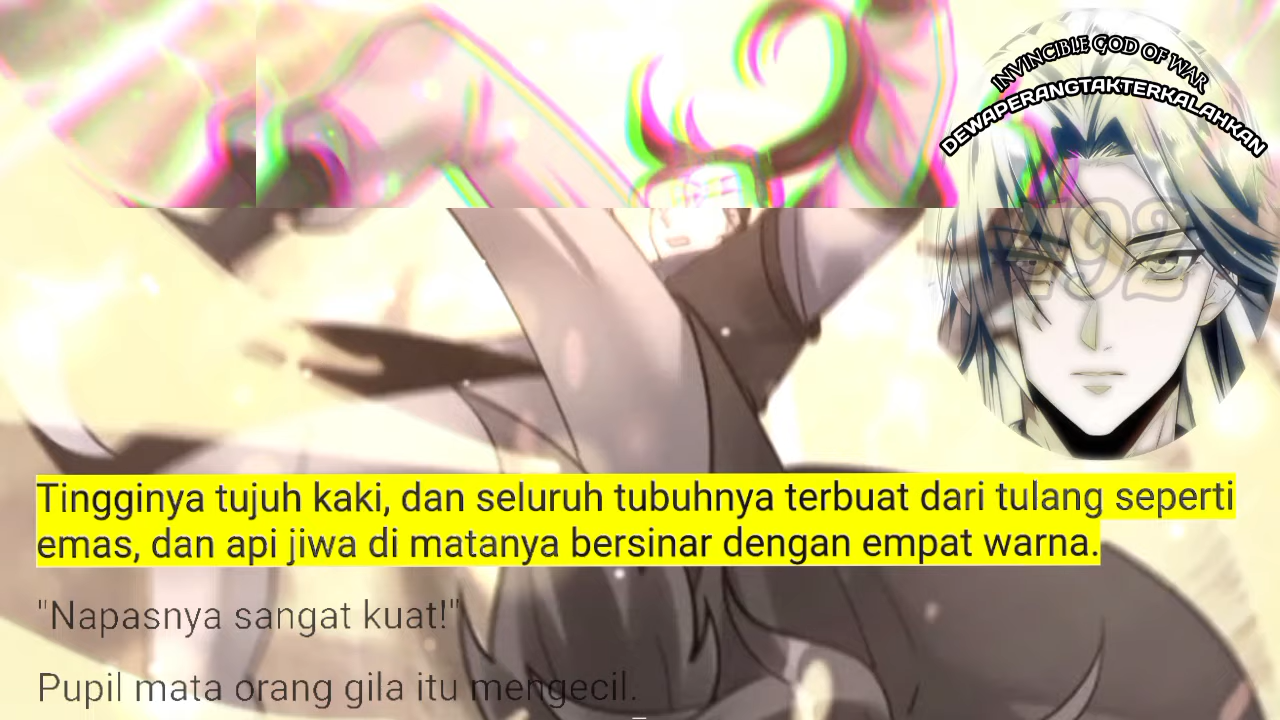 INVINCIBLE GOD OF WAR
DEWAPERANGTAKTERKALAHKAN
492
Tingginya tujuh kaki, dan seluruh tubuhnya terbuat dari tulang seperti
emas, dan api jiwa di matanya bersinar dengan empat warna.
"Napasnya sangat kuat!"
Pupil mata orang gila itu mengecil.